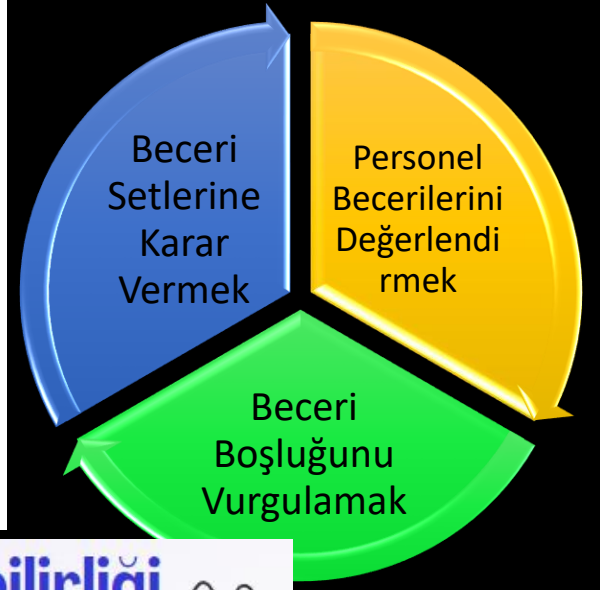 Beceri
Setlerine
Karar
Vermek
Personel
Becerilerini
Değerlendi
rmek
Beceri
Boşluğunu
Vurgulamak